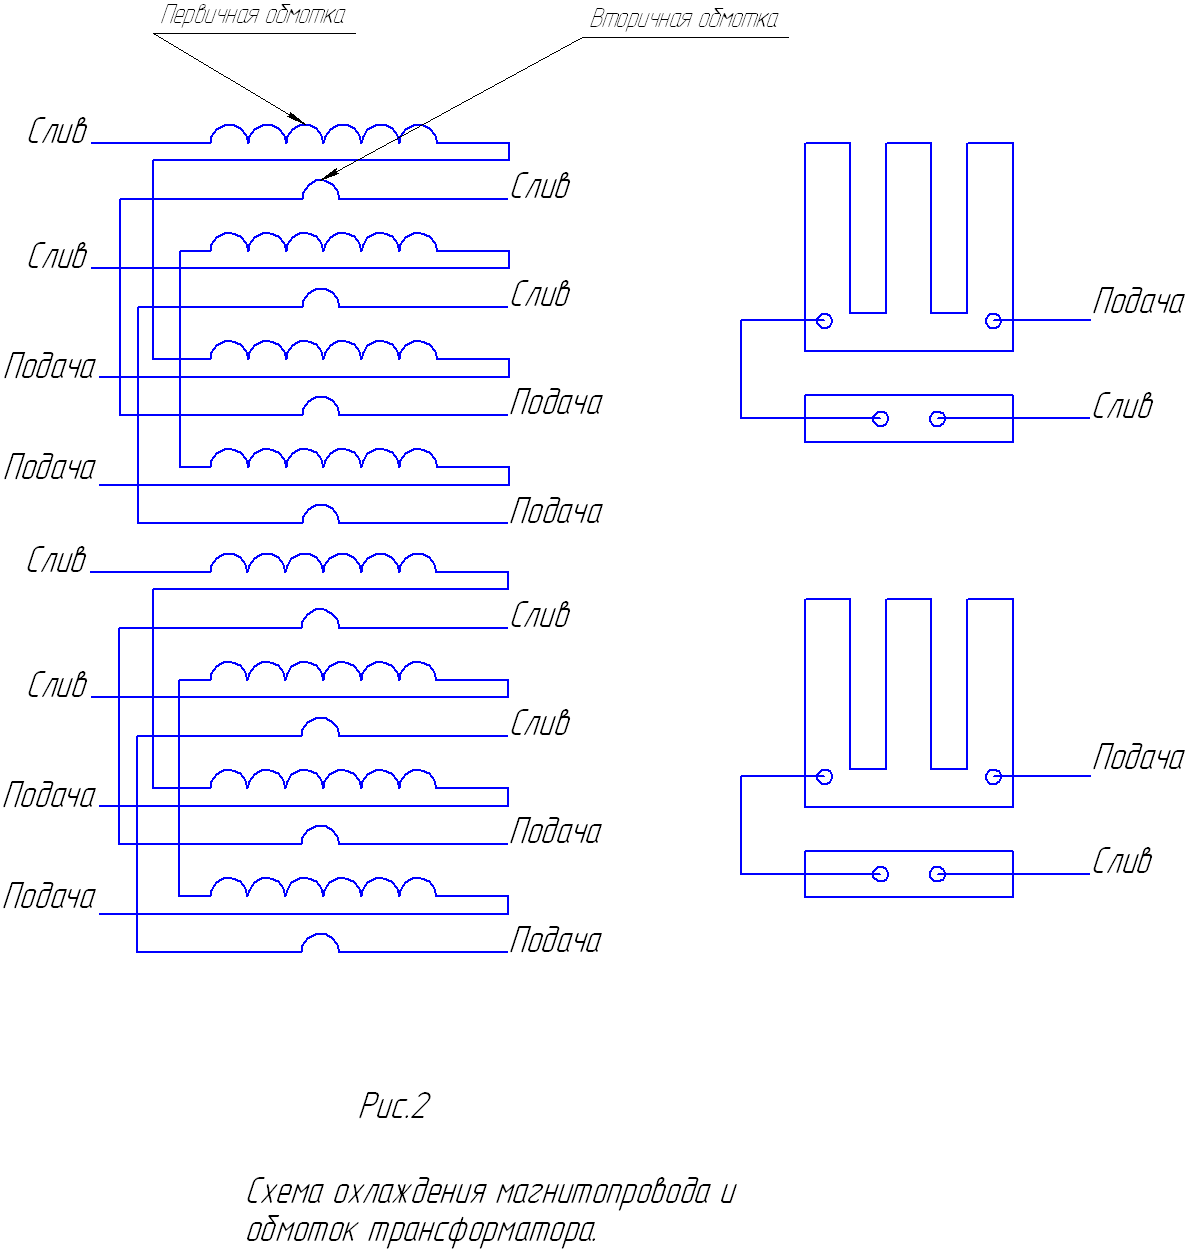 Первичная обмотка
Вторичная обмотка
Слив
Слив
Слив
Слив
Подача
Подача
Подача
Подача
Слив
Слив
Слив
Слив
Подача
Подача
Подача
Подача
Подача
Слив
Подача
Слив
Рис.2
Схема охлаждения магнитопровода и
обмоток трансформатора.